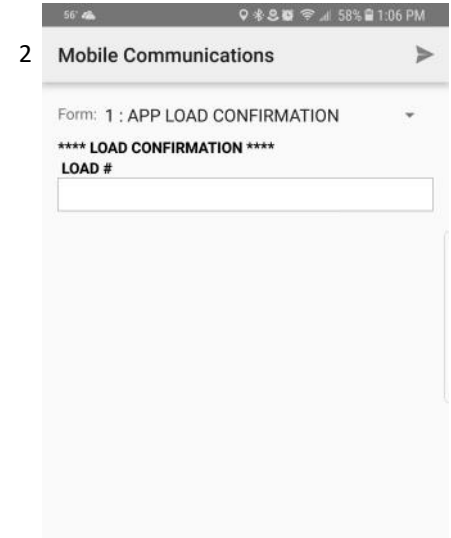 56° 58% 1:06 PM
2
Mobile Communications
Form: 1 : APP LOAD CONFIRMATION
**** LOAD CONFIRMATION ****
LOAD #